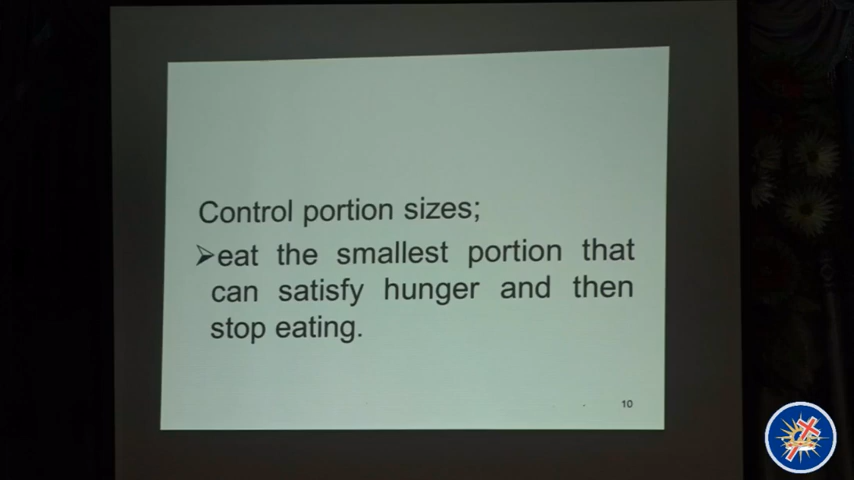 Control portion sizes;
➢eat the smallest portion that
can satisfy hunger and then
stop eating.
10